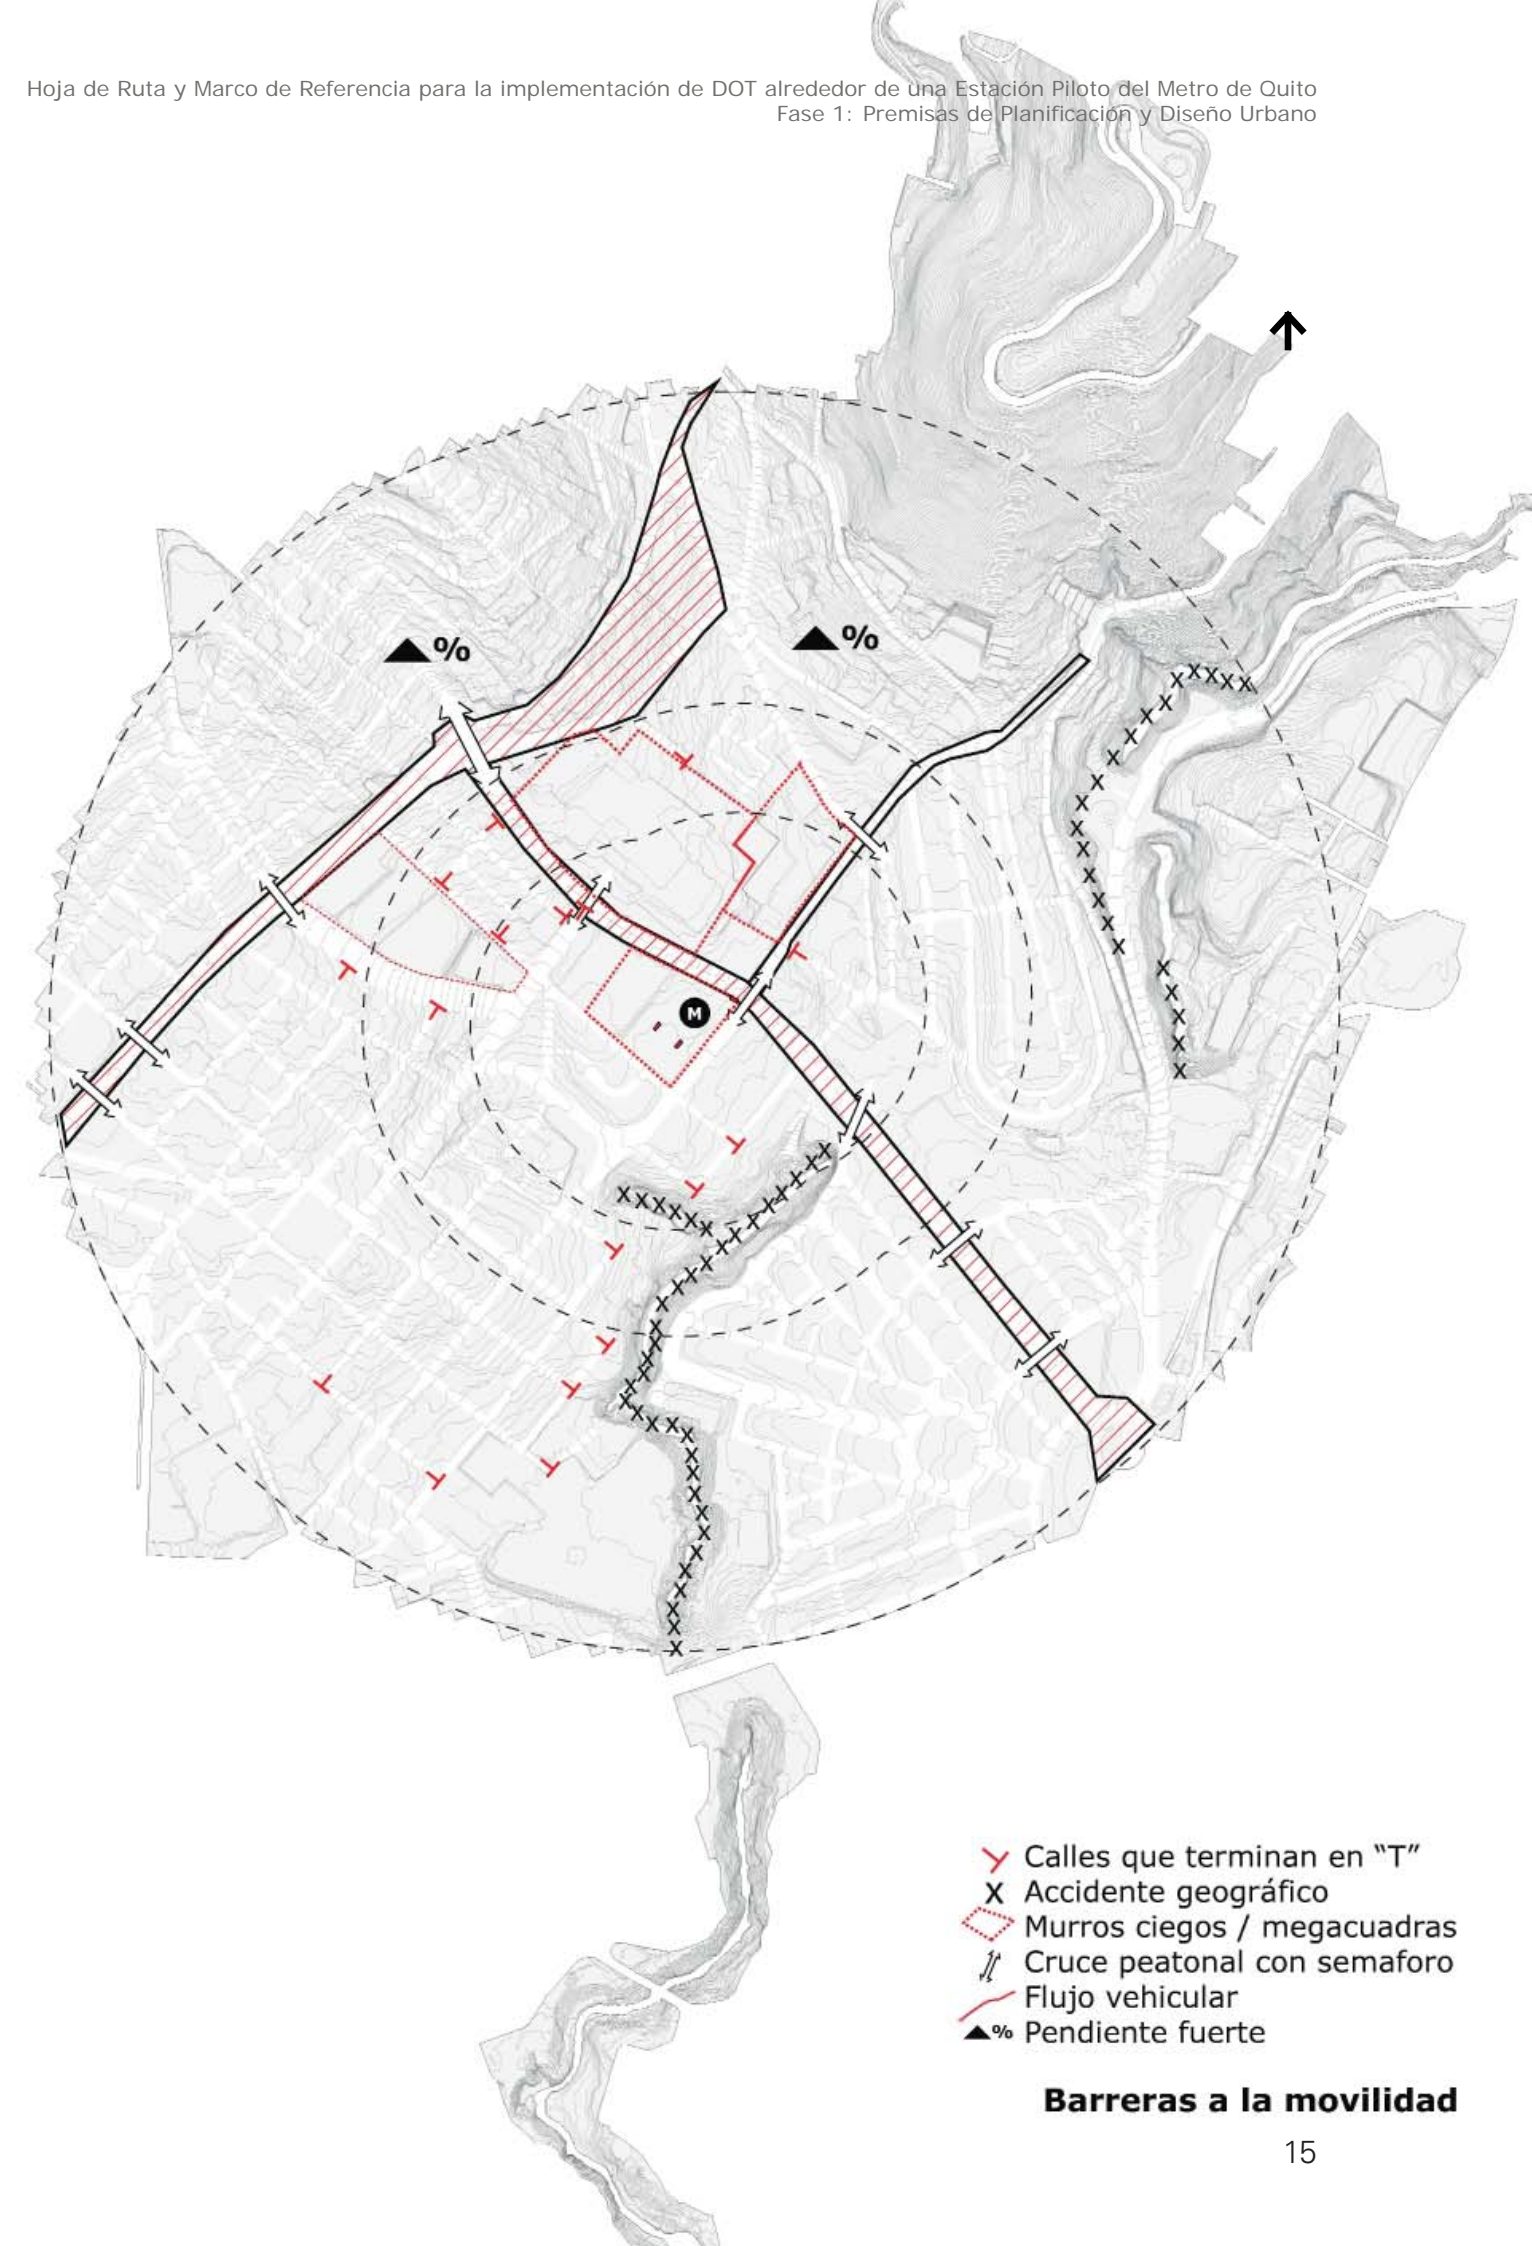 Hoja de Ruta y Marco de Referencia para la implementación de DOT alrededor de una Estación Piloto del Metro de Quito
Fase 1: Premisas de Planificación y Diseño Urbano
▲%
▲%
M
Calles que terminan en “T”
X Accidente geográfico
Murros ciegos / megacuadras
Cruce peatonal con semaforo
Flujo vehicular
▲% Pendiente fuerte
Barreras a la movilidad
15